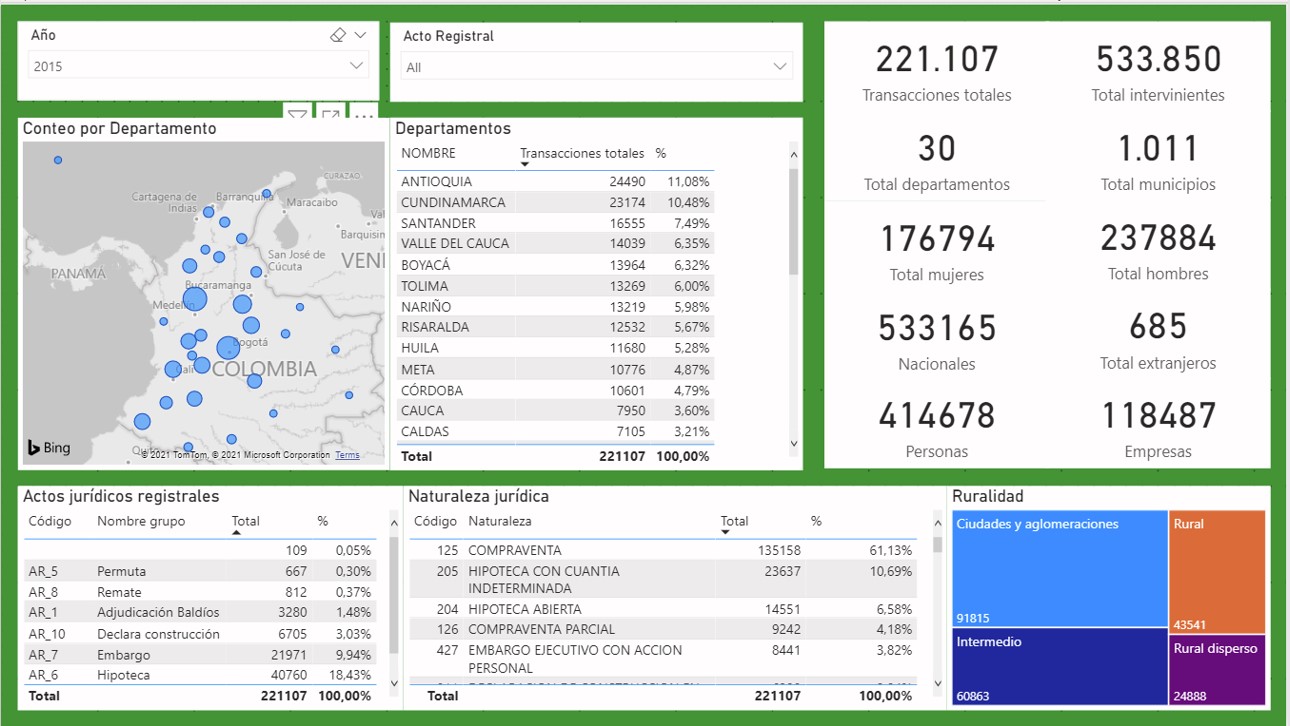 Año
2015
Acto Registral
All
221.107
Transacciones totales
533.850
Total intervinientes
30
Total departamentos
1.011
Total municipios
176794
Total mujeres
237884
Total hombres
533165
Nacionales
685
Total extranjeros
414678
Personas
118487
Empresas
Conteo por Departamento
CURAZAO
Cartagena de
Indias
Barranquilla
Maracaibo
Barquisim
San José de
Cúcuta
VENE
PANAMÁ
Bucaramanga
Medellín
Bogotá
Cali
COLOMBIA
Quito
Bing
© 2021 TomTom, © 2021 Microsoft Corporation Terms
Departamentos
NOMBRE Transacciones totales %
ANTIOQUIA 24490 11,08%
CUNDINAMARCA 23174 10,48%
SANTANDER 16555 7,49%
VALLE DEL CAUCA 14039 6,35%
BOYACÁ 13964 6,32%
TOLIMA 13269 6,00%
NARIÑO 13219 5,98%
RISARALDA 12532 5,67%
HUILA 11680 5,28%
META 10776 4,87%
CÓRDOBA 10601 4,79%
CAUCA 7950 3,60%
CALDAS 7105 3,21%
Total 221107 100,00%
Actos jurídicos registrales
Código Nombre grupo Total %
109 0,05%
AR_5 Permuta 667 0,30%
AR_8 Remate 812 0,37%
AR_1 Adjudicación Baldíos 3280 1,48%
AR_10 Declara construcción 6705 3,03%
AR_7 Embargo 21971 9,94%
AR_6 Hipoteca 40760 18,43%
Total 221107 100,00%
Naturaleza jurídica
Código Naturaleza Total %
125 COMPRAVENTA 135158 61,13%
205 HIPOTECA CON CUANTIA
INDETERMINADA 23637 10,69%
204 HIPOTECA ABIERTA 14551 6,58%
126 COMPRAVENTA PARCIAL 9242 4,18%
427 EMBARGO EJECUTIVO CON ACCION
PERSONAL 8441 3,82%
Total 221107 100,00%
Ruralidad
Ciudades y aglomeraciones
91815
Rural
43541
Intermedio
60863
Rural disperso
24888